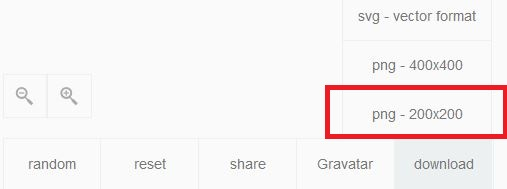 svg - vector format
png - 400x400
png - 200x200
random reset share Gravatar download